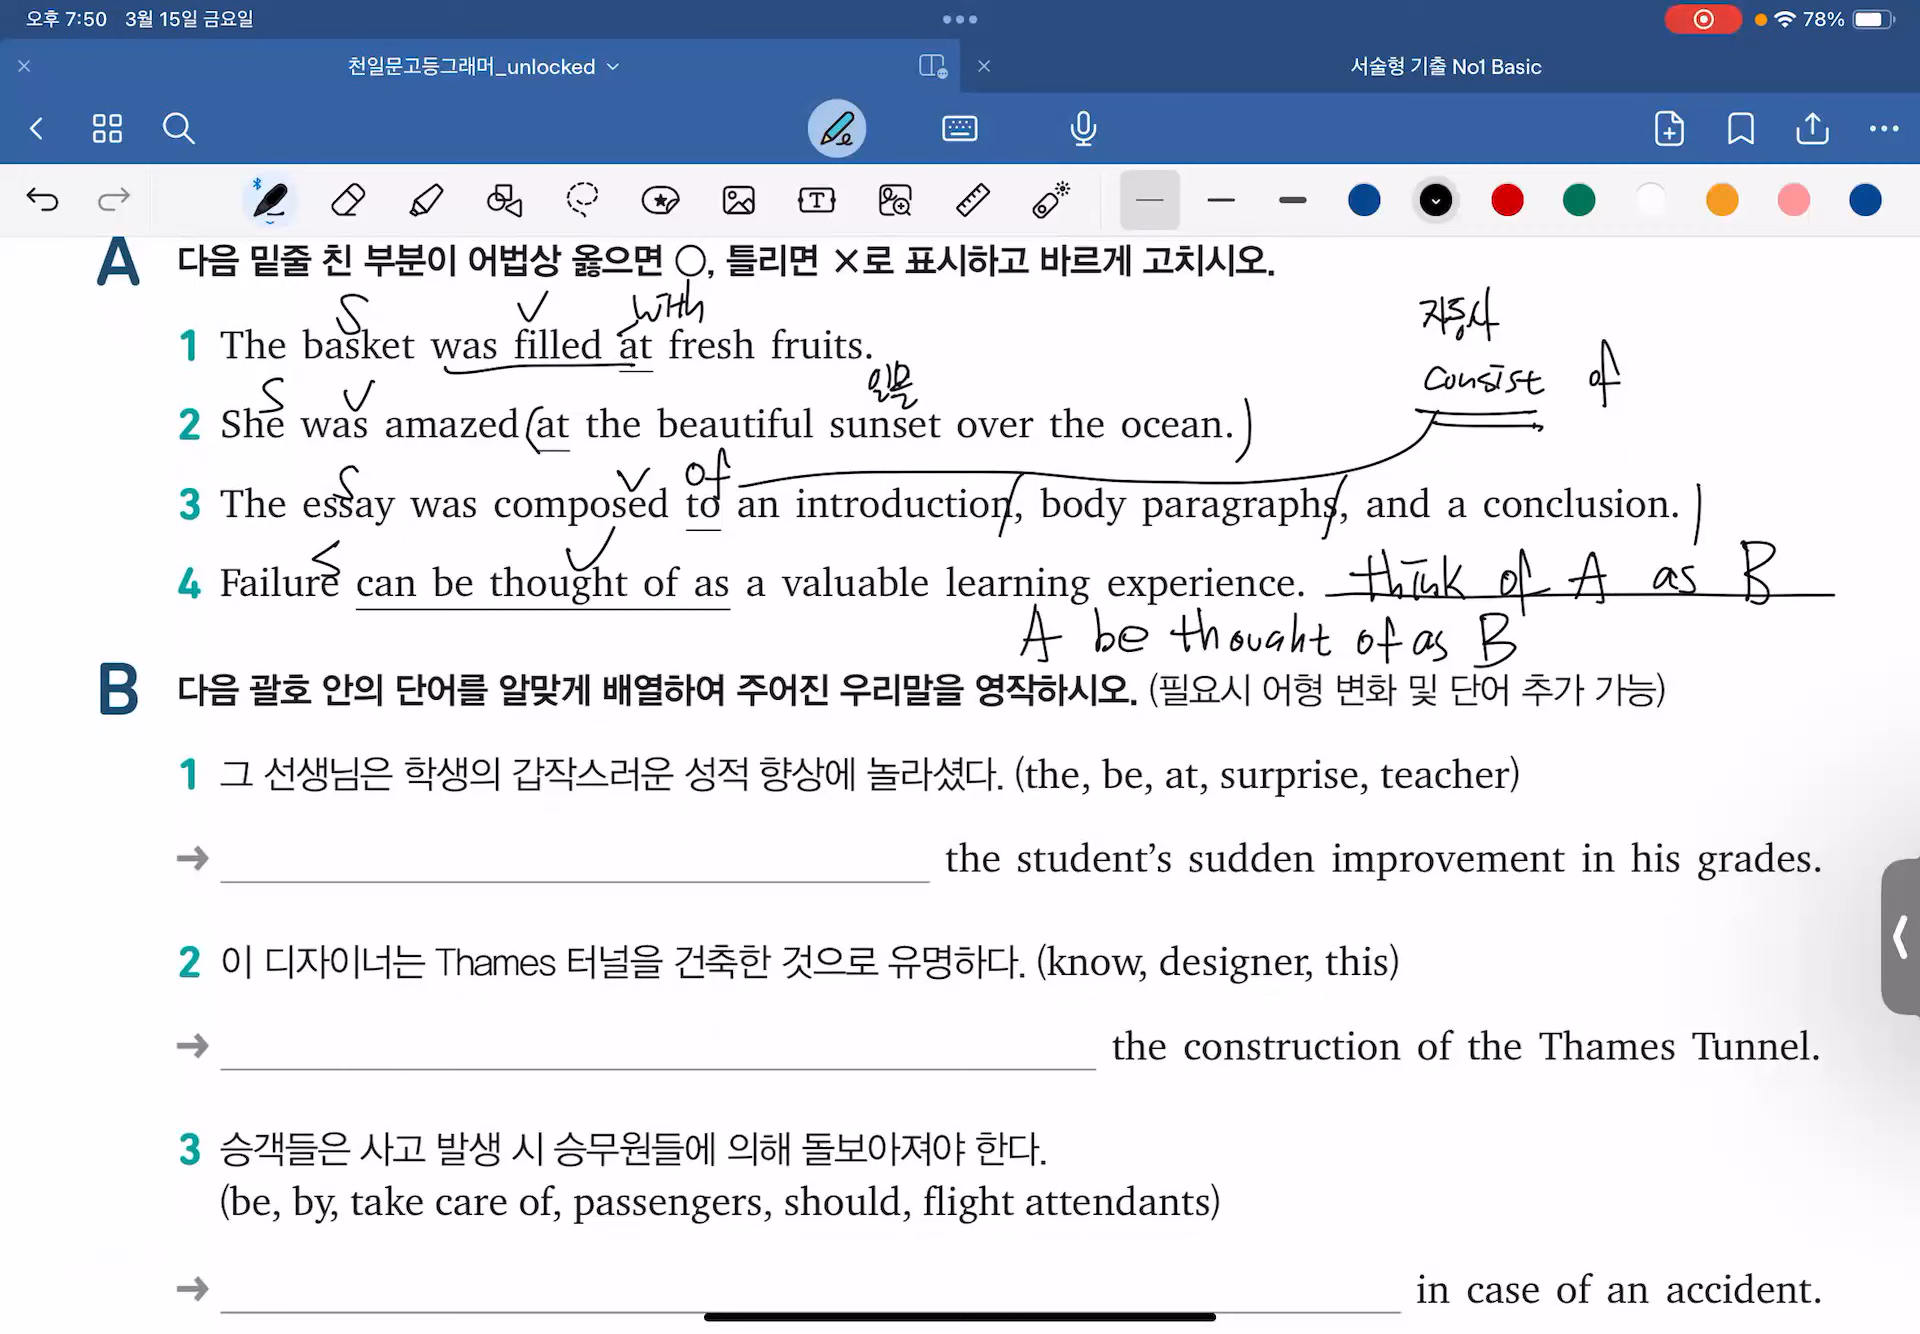 오후 7:50 3월 15일 금요일
78%
천일문고등그래머_unlocked
서술형 기출 No1 Basic
A 다음 밑줄 친 부분이 어법상 옳으면 ○, 틀리면 ×로 표시하고 바르게 고치시오.
S V with
자동사
1 The basket was filled at fresh fruits.
일몰
consist of
S V
2 She was amazed (at the beautiful sunset over the ocean.)
S V of
3 The essay was composed to an introduction, body paragraphs, and a conclusion.
S V
4 Failure can be thought of as a valuable learning experience. think of A as B
A be thought of as B
B 다음 괄호 안의 단어를 알맞게 배열하여 주어진 우리말을 영작하시오. (필요시 어형 변화 및 단어 추가 가능)
1 그 선생님은 학생의 갑작스러운 성적 향상에 놀라셨다. (the, be, at, surprise, teacher)
→ the student’s sudden improvement in his grades.
2 이 디자이너는 Thames 터널을 건축한 것으로 유명하다. (know, designer, this)
→ the construction of the Thames Tunnel.
3 승객들은 사고 발생 시 승무원들에 의해 돌보아져야 한다.
(be, by, take care of, passengers, should, flight attendants)
→ in case of an accident.